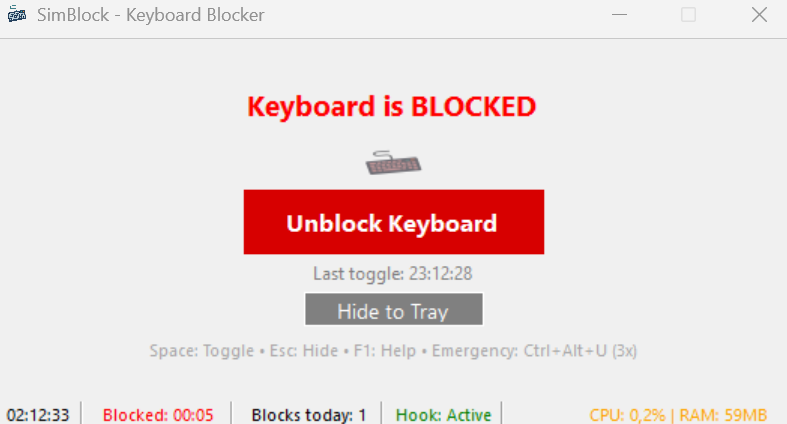 SimBlock - Keyboard Blocker
Keyboard is BLOCKED
Unblock Keyboard
Last toggle: 23:12:28
Hide to Tray
Space: Toggle • Esc: Hide • F1: Help • Emergency: Ctrl+Alt+U (3x)
02:12:33 Blocked: 00:05 Blocks today: 1 Hook: Active CPU: 0,2% | RAM: 59MB